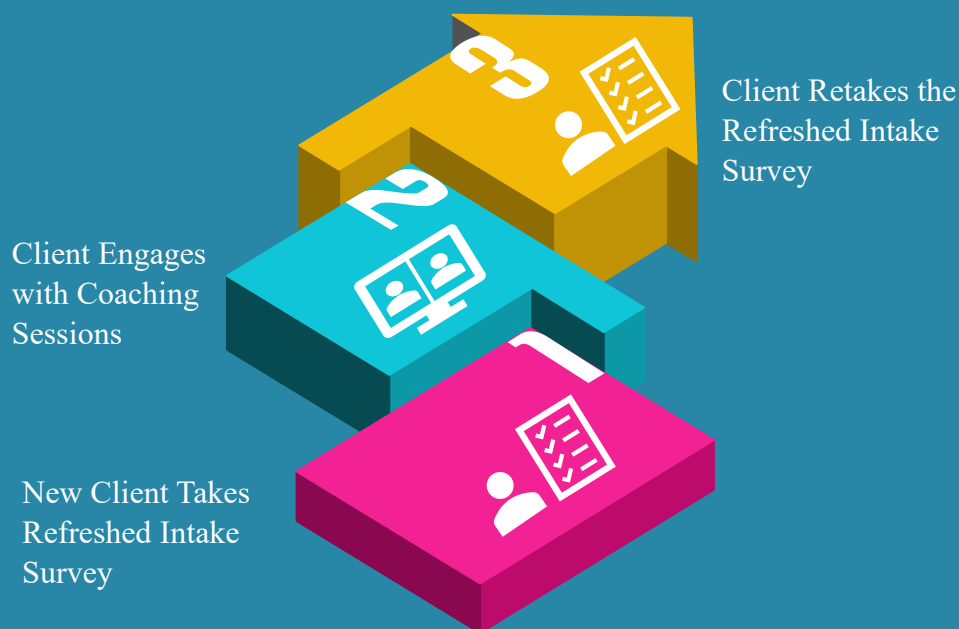 3
Client Retakes the
Refreshed Intake
Survey
2
Client Engages
with Coaching
Sessions
1
New Client Takes
Refreshed Intake
Survey